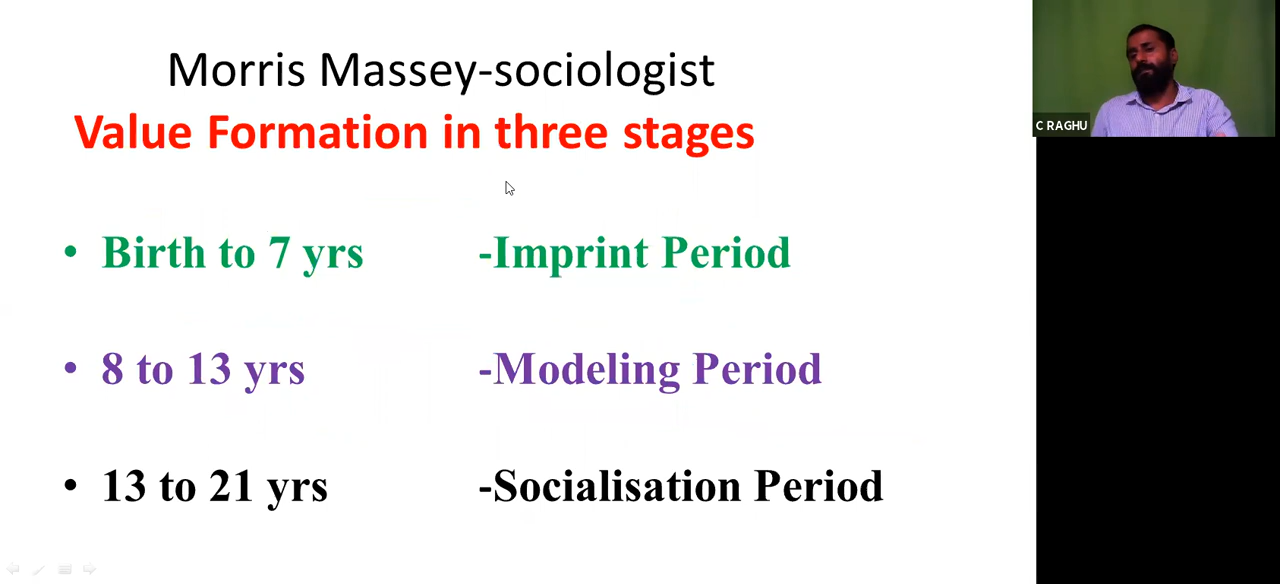 Morris Massey-sociologist
Value Formation in three stages
• Birth to 7 yrs -Imprint Period
• 8 to 13 yrs -Modeling Period
• 13 to 21 yrs -Socialisation Period
C RAGHU